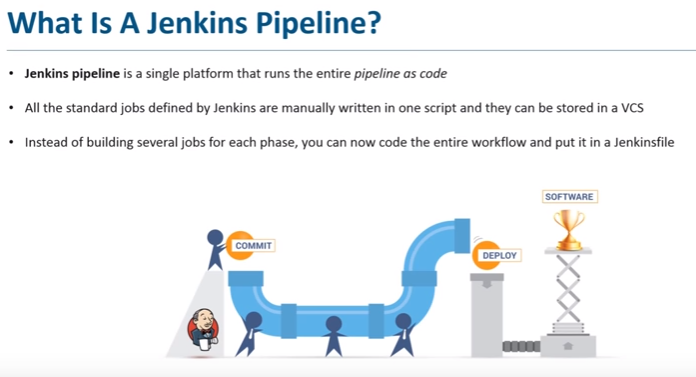 What Is A Jenkins Pipeline?
• Jenkins pipeline is a single platform that runs the entire pipeline as code
• All the standard jobs defined by Jenkins are manually written in one script and they can be stored in a VCS
• Instead of building several jobs for each phase, you can now code the entire workflow and put it in a Jenkinsfile
SOFTWARE
COMMIT
DEPLOY